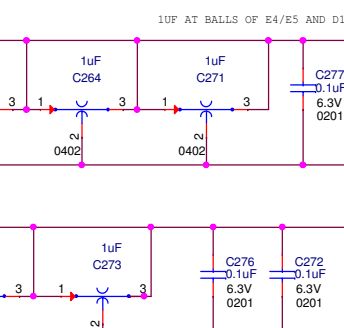 1UF AT BALLS OF E4/E5 AND D1
1uF
C264
1uF
C271
C277
0.1uF
6.3V
0201
3
1
3
1
3
2
0402
2
0402
1uF
C273
C276
0.1uF
6.3V
0201
C272
0.1uF
6.3V
0201
3
1
3
2